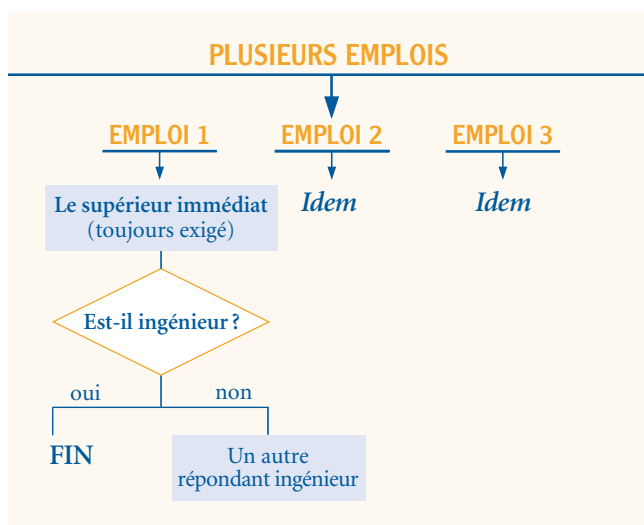 PLUSIEURS EMPLOIS
EMPLOI 1
EMPLOI 2
EMPLOI 3
Le supérieur immédiat
(toujours exigé)
Idem
Idem
Est-il ingénieur ?
oui
non
FIN
Un autre
répondant ingénieur